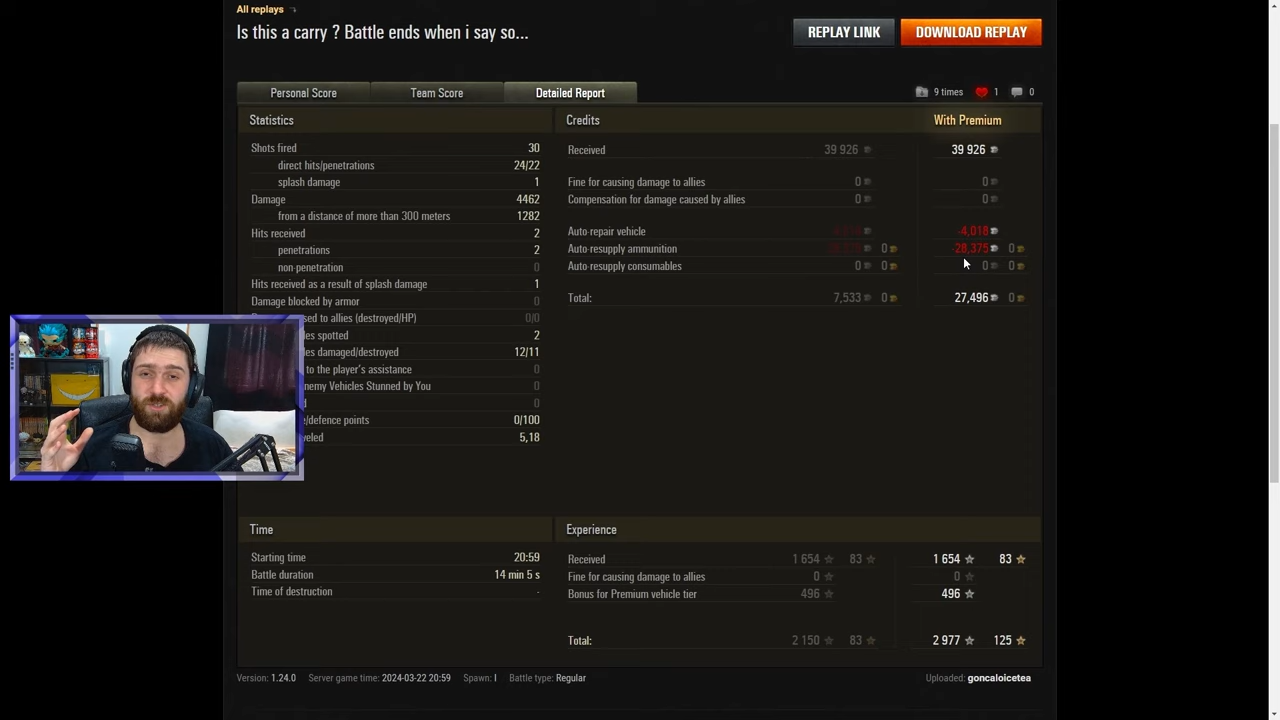 All replays
Is this a carry ? Battle ends when i say so...
REPLAY LINK
DOWNLOAD REPLAY
Personal Score
Team Score
Detailed Report
9 times
1
0
Statistics
Shots fired 30
direct hits/penetrations 24/22
splash damage 1
Damage 4462
from a distance of more than 300 meters 1282
Hits received 2
penetrations 2
non-penetration 0
Hits received as a result of splash damage 1
Damage blocked by armor 0
to allies (destroyed/HP) 0/0
spotted 2
damaged/destroyed 12/11
to the player's assistance 0
Enemy Vehicles Stunned by You 0
0
/defence points 0/100
5,18
Credits With Premium
Received 39 926 39 926
Fine for causing damage to allies 0 0
Compensation for damage caused by allies 0 0
Auto-repair vehicle -4,018
Auto-resupply ammunition 0 -28,375 0
Auto-resupply consumables 0 0 0 0
Total: 7,533 0 27,496 0
Time
Starting time 20:59
Battle duration 14 min 5 s
Time of destruction -
Experience
Received 1 654 83 1 654 83
Fine for causing damage to allies 0 0
Bonus for Premium vehicle tier 496 496
Total: 2 150 83 2 977 125
Version: 1.24.0 Server game time: 2024-03-22 20:59 Spawn: I Battle type: Regular Uploaded: goncaloicetea